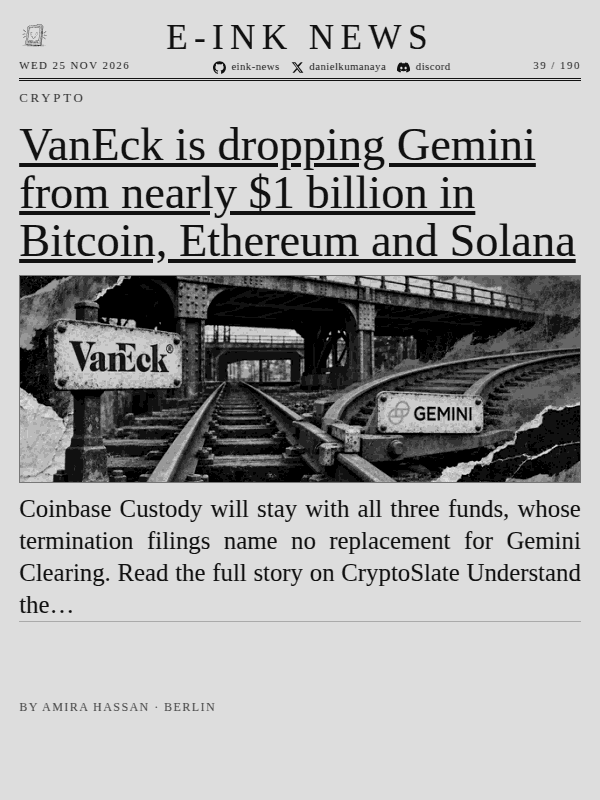 E-INK NEWS
WED 25 NOV 2026
eink-news
danielkumanaya
discord
39 / 190
CRYPTO
VanEck is dropping Gemini
from nearly $1 billion in
Bitcoin, Ethereum and Solana
VanEck®
GEMINI
Coinbase Custody will stay with all three funds, whose
termination filings name no replacement for Gemini
Clearing. Read the full story on CryptoSlate Understand
the…
BY AMIRA HASSAN · BERLIN